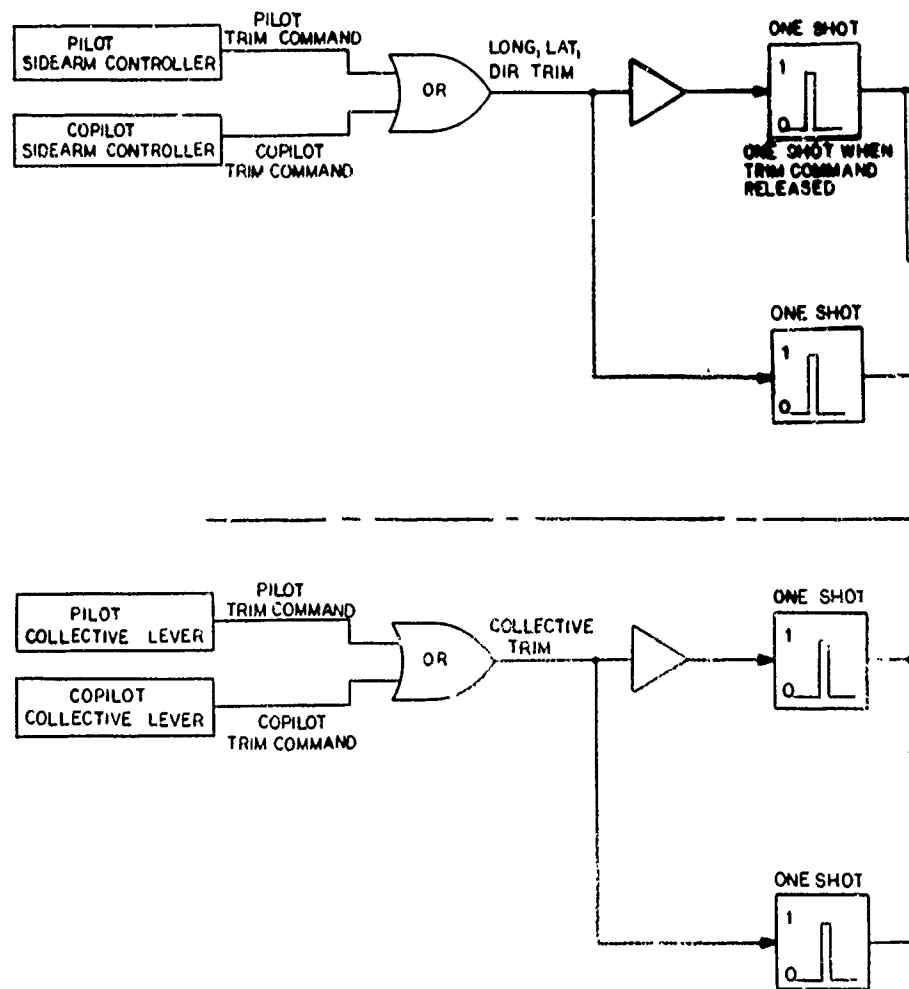 PILOT
TRIM COMMAND
PILOT
SIDEARM CONTROLLER
COPILOT
SIDEARM CONTROLLER
COPILOT
TRIM COMMAND
OR
LONG, LAT,
DIR TRIM
ONE SHOT
1
0
ONE SHOT WHEN
TRIM COMMAND
RELEASED
ONE SHOT
1
0
PILOT
TRIM COMMAND
PILOT
COLLECTIVE LEVER
COPILOT
COLLECTIVE LEVER
COPILOT
TRIM COMMAND
OR
COLLECTIVE
TRIM
ONE SHOT
1
0
ONE SHOT
1
0